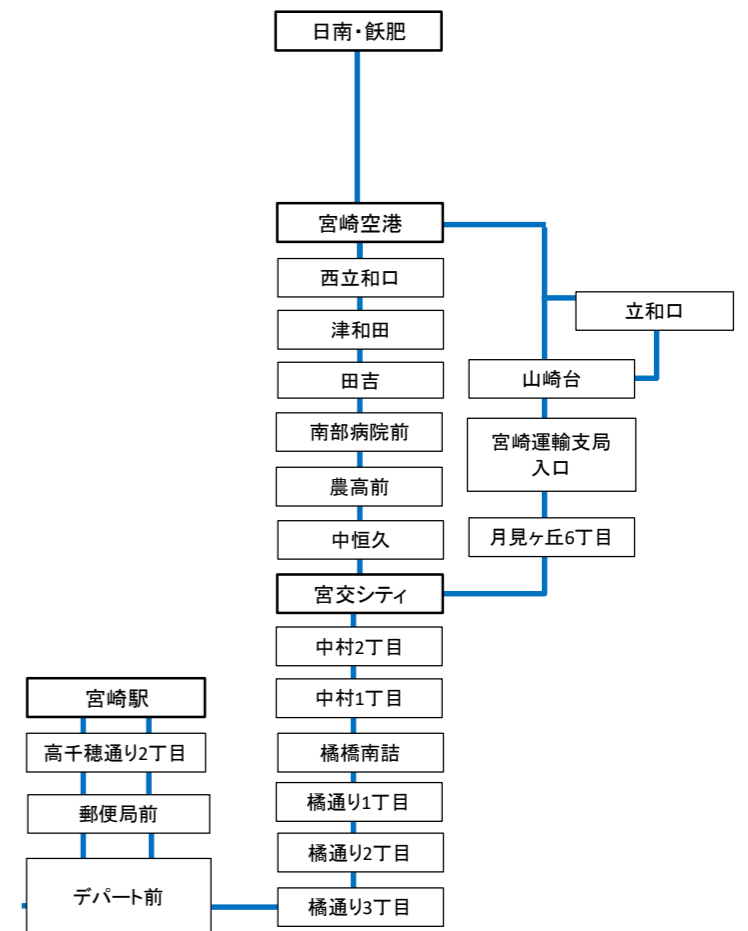 日南・飫肥
宮崎空港
西立和口
立和口
津和田
田吉
山崎台
南部病院前
宮崎運輸支局
入口
農高前
中恒久
月見ヶ丘6丁目
宮交シティ
中村2丁目
宮崎駅
中村1丁目
高千穂通り2丁目
橘橋南詰
郵便局前
橘通り1丁目
橘通り2丁目
デパート前
橘通り3丁目